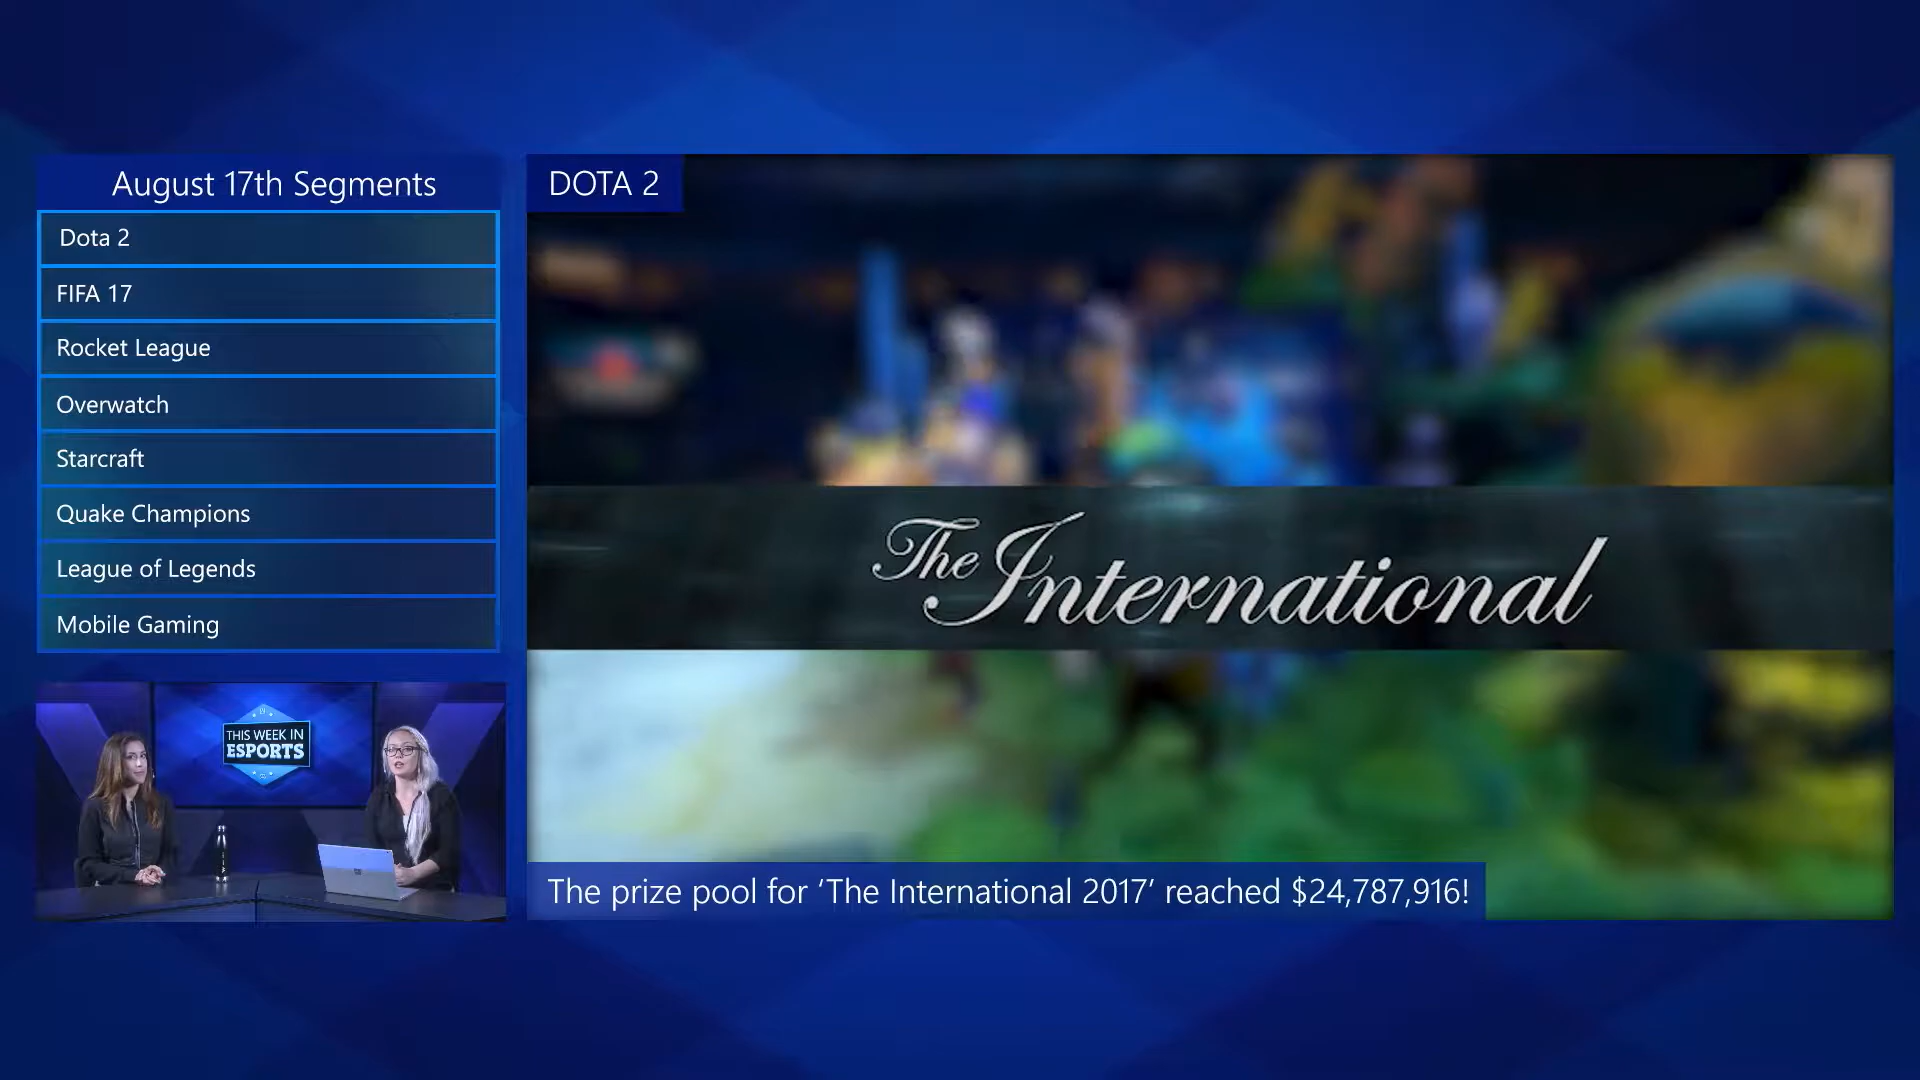 August 17th Segments
Dota 2
FIFA 17
Rocket League
Overwatch
Starcraft
Quake Champions
League of Legends
Mobile Gaming
THIS WEEK IN
ESPORTS
DOTA 2
The International
The prize pool for ‘The International 2017’ reached $24,787,916!